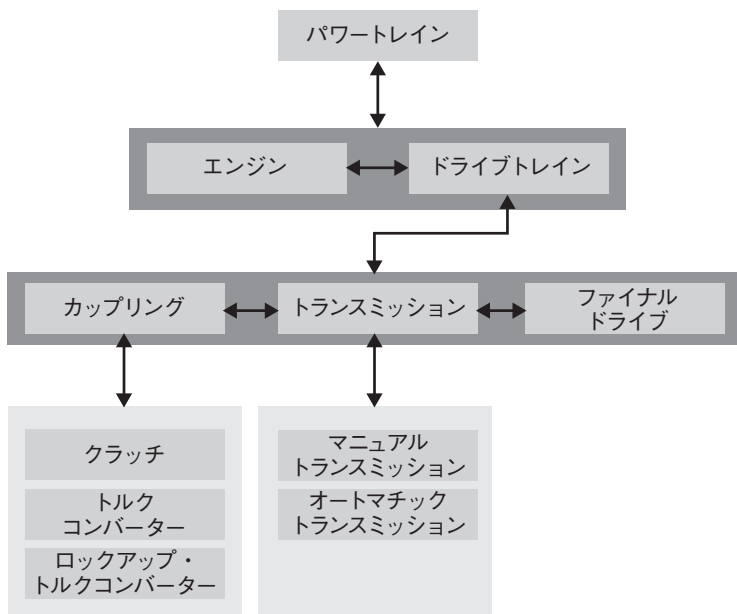 パワートレイン
エンジン
ドライブトレイン
カップリング
トランスミッション
ファイナル
ドライブ
クラッチ
トルク
コンバーター
ロックアップ・
トルクコンバーター
マニュアル
トランスミッション
オートマチック
トランスミッション